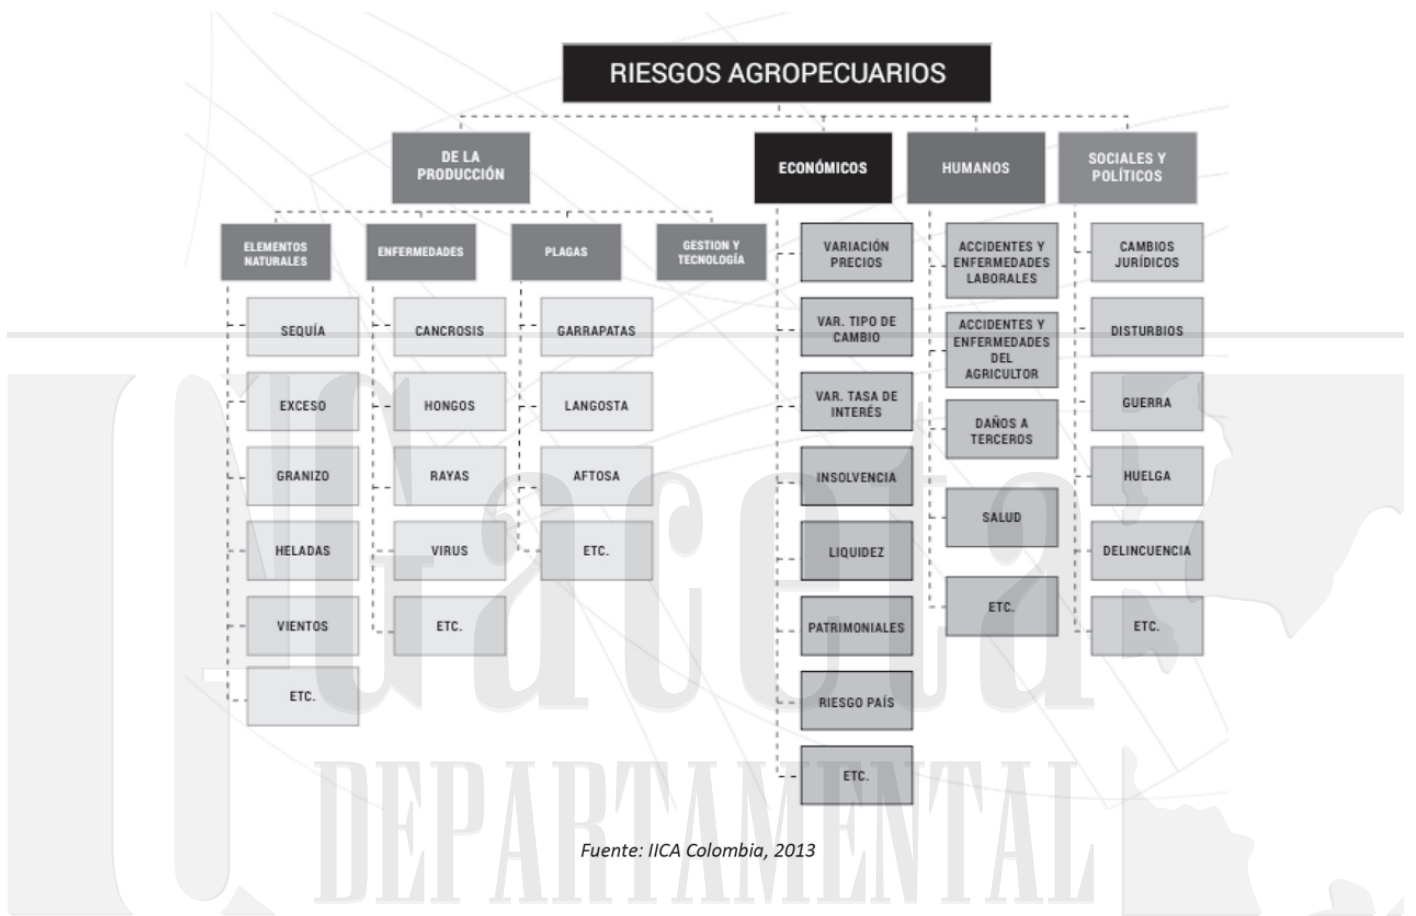 RIESGOS AGROPECUARIOS
DE LA
PRODUCCIÓN
ECONÓMICOS
HUMANOS
SOCIALES Y
POLÍTICOS
ELEMENTOS
NATURALES
ENFERMEDADES
PLAGAS
GESTION Y
TECNOLOGÍA
SEQUÍA
EXCESO
GRANIZO
HELADAS
VIENTOS
ETC.
CANCROSIS
HONGOS
RAYAS
VIRUS
ETC.
GARRAPATAS
LANGOSTA
AFTOSA
ETC.
VARIACIÓN
PRECIOS
VAR. TIPO DE
CAMBIO
VAR. TASA DE
INTERÉS
INSOLVENCIA
LIQUIDEZ
PATRIMONIALES
RIESGO PAÍS
ETC.
ACCIDENTES Y
ENFERMEDADES
LABORALES
ACCIDENTES Y
ENFERMEDADES
DEL
AGRICULTOR
DAÑOS A
TERCEROS
SALUD
ETC.
CAMBIOS
JURÍDICOS
DISTURBIOS
GUERRA
HUELGA
DELINCUENCIA
ETC.
Gaceta
DEPARTAMENTAL
Fuente: IICA Colombia, 2013